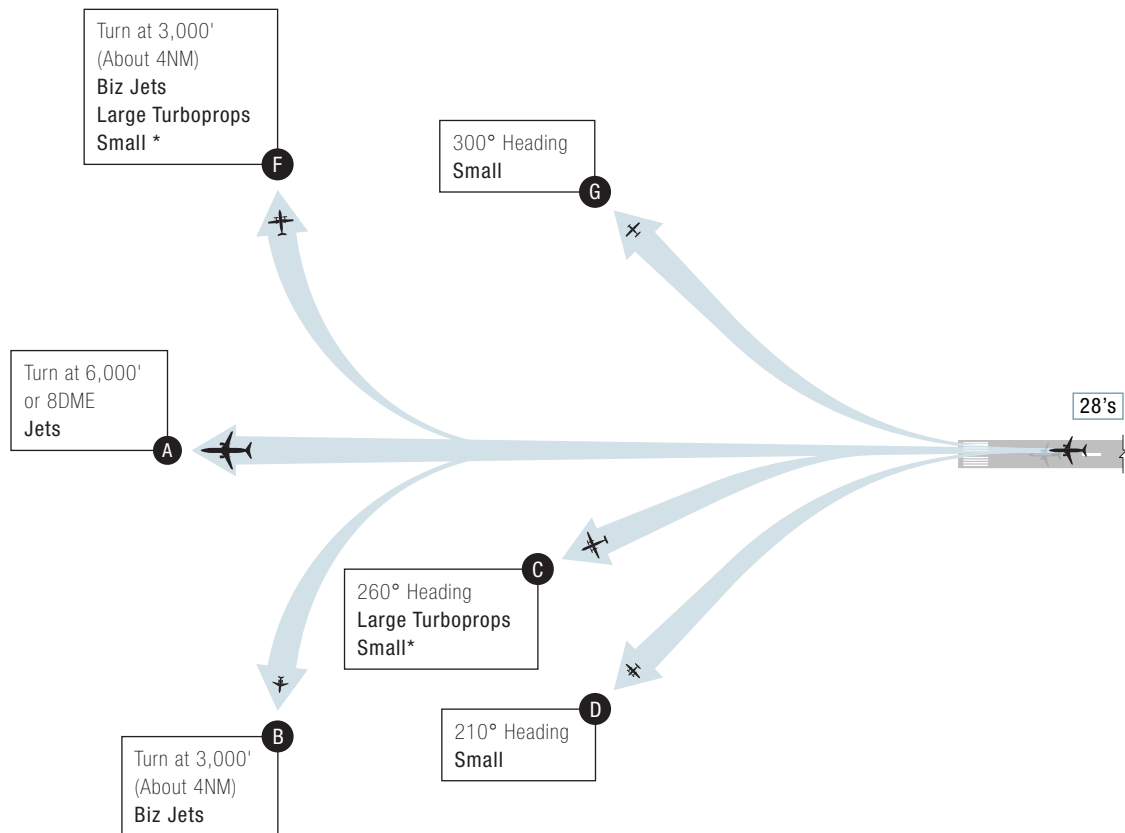 Turn at 3,000'
(About 4NM)
Biz Jets
Large Turboprops
Small *
F
300° Heading
Small
G
Turn at 6,000'
or 8DME
Jets
A
28's
C
260° Heading
Large Turboprops
Small*
D
210° Heading
Small
B
Turn at 3,000'
(About 4NM)
Biz Jets